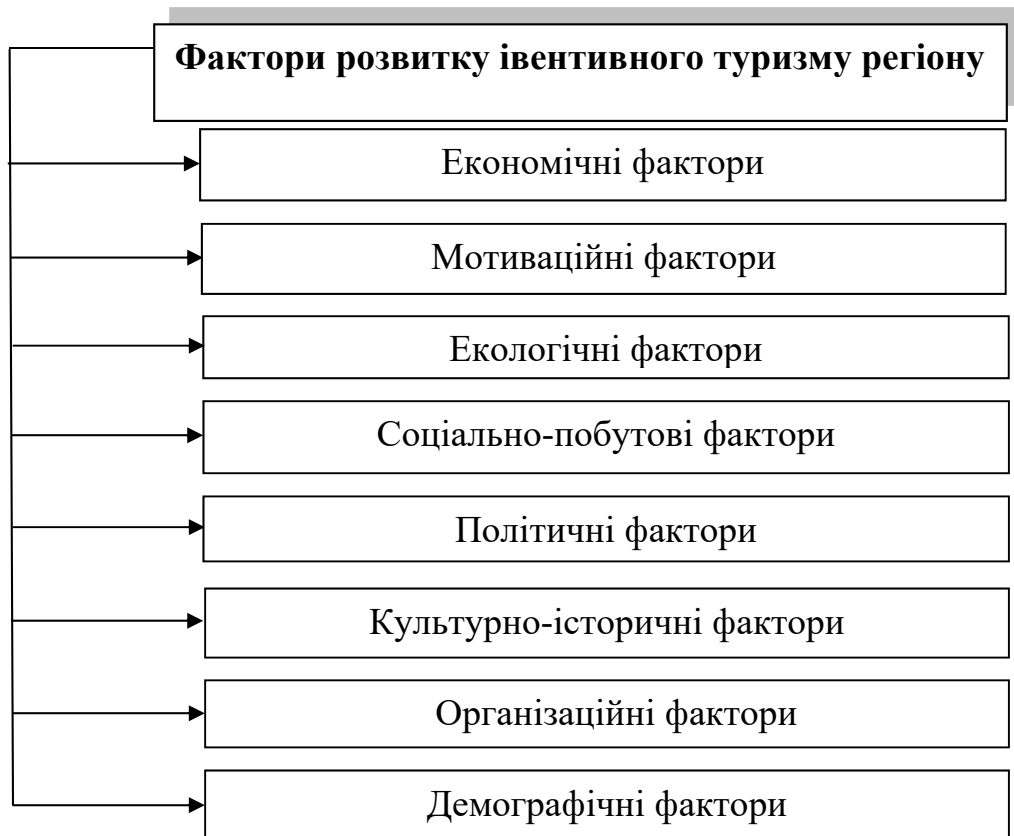 Фактори розвитку івентивного туризму регіону
Економічні фактори
Мотиваційні фактори
Екологічні фактори
Соціально-побутові фактори
Політичні фактори
Культурно-історичні фактори
Організаційні фактори
Демографічні фактори